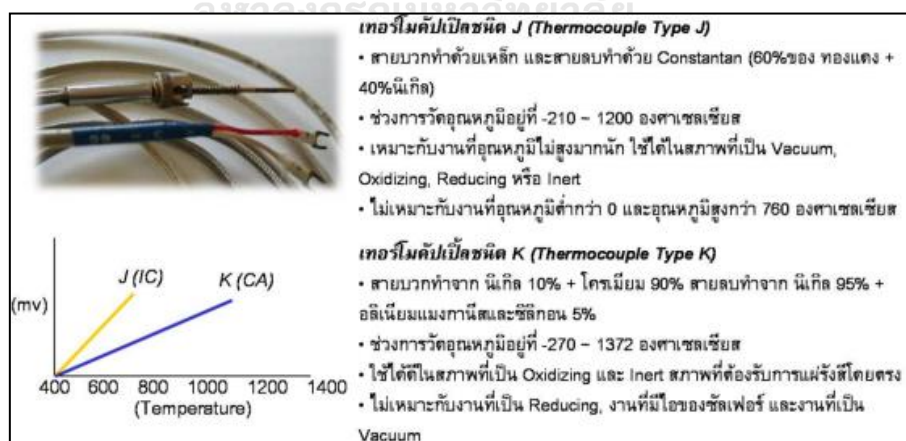 จุฬาลงกรณ์มหาวิทยาลัย
เทอร์โมคัปเปิลชนิด J (Thermocouple Type J)
• สายบวกทำด้วยเหล็ก และสายลบทำด้วย Constantan (60%ของ ทองแดง +
40%นิเกิล)
• ช่วงการวัดอุณหภูมิอยู่ที่ -210 – 1200 องศาเซลเซียส
• เหมาะกับงานที่อุณหภูมิไม่สูงมากนัก ใช้ได้ในสภาพที่เป็น Vacuum,
Oxidizing, Reducing หรือ Inert
• ไม่เหมาะกับงานที่อุณหภูมิต่ำกว่า 0 และอุณหภูมิสูงกว่า 760 องศาเซลเซียส
เทอร์โมคัปเปิ้ลชนิด K (Thermocouple Type K)
• สายบวกทำจาก นิเกิล 10% + โครเมียม 90% สายลบทำจาก นิเกิล 95% +
อลิเนียมแมงกานีสและซิลิกอน 5%
• ช่วงการวัดอุณหภูมิอยู่ที่ -270 – 1372 องศาเซลเซียส
• ใช้ได้ดีในสภาพที่เป็น Oxidizing และ Inert สภาพที่ต้องรับการแผ่รังสีโดยตรง
• ไม่เหมาะกับงานที่เป็น Reducing, งานที่มีไอของซัลเฟอร์ และงานที่เป็น
Vacuum
J (IC) K (CA)
(mv)
400 600 800 1000 1200 1400
(Temperature)